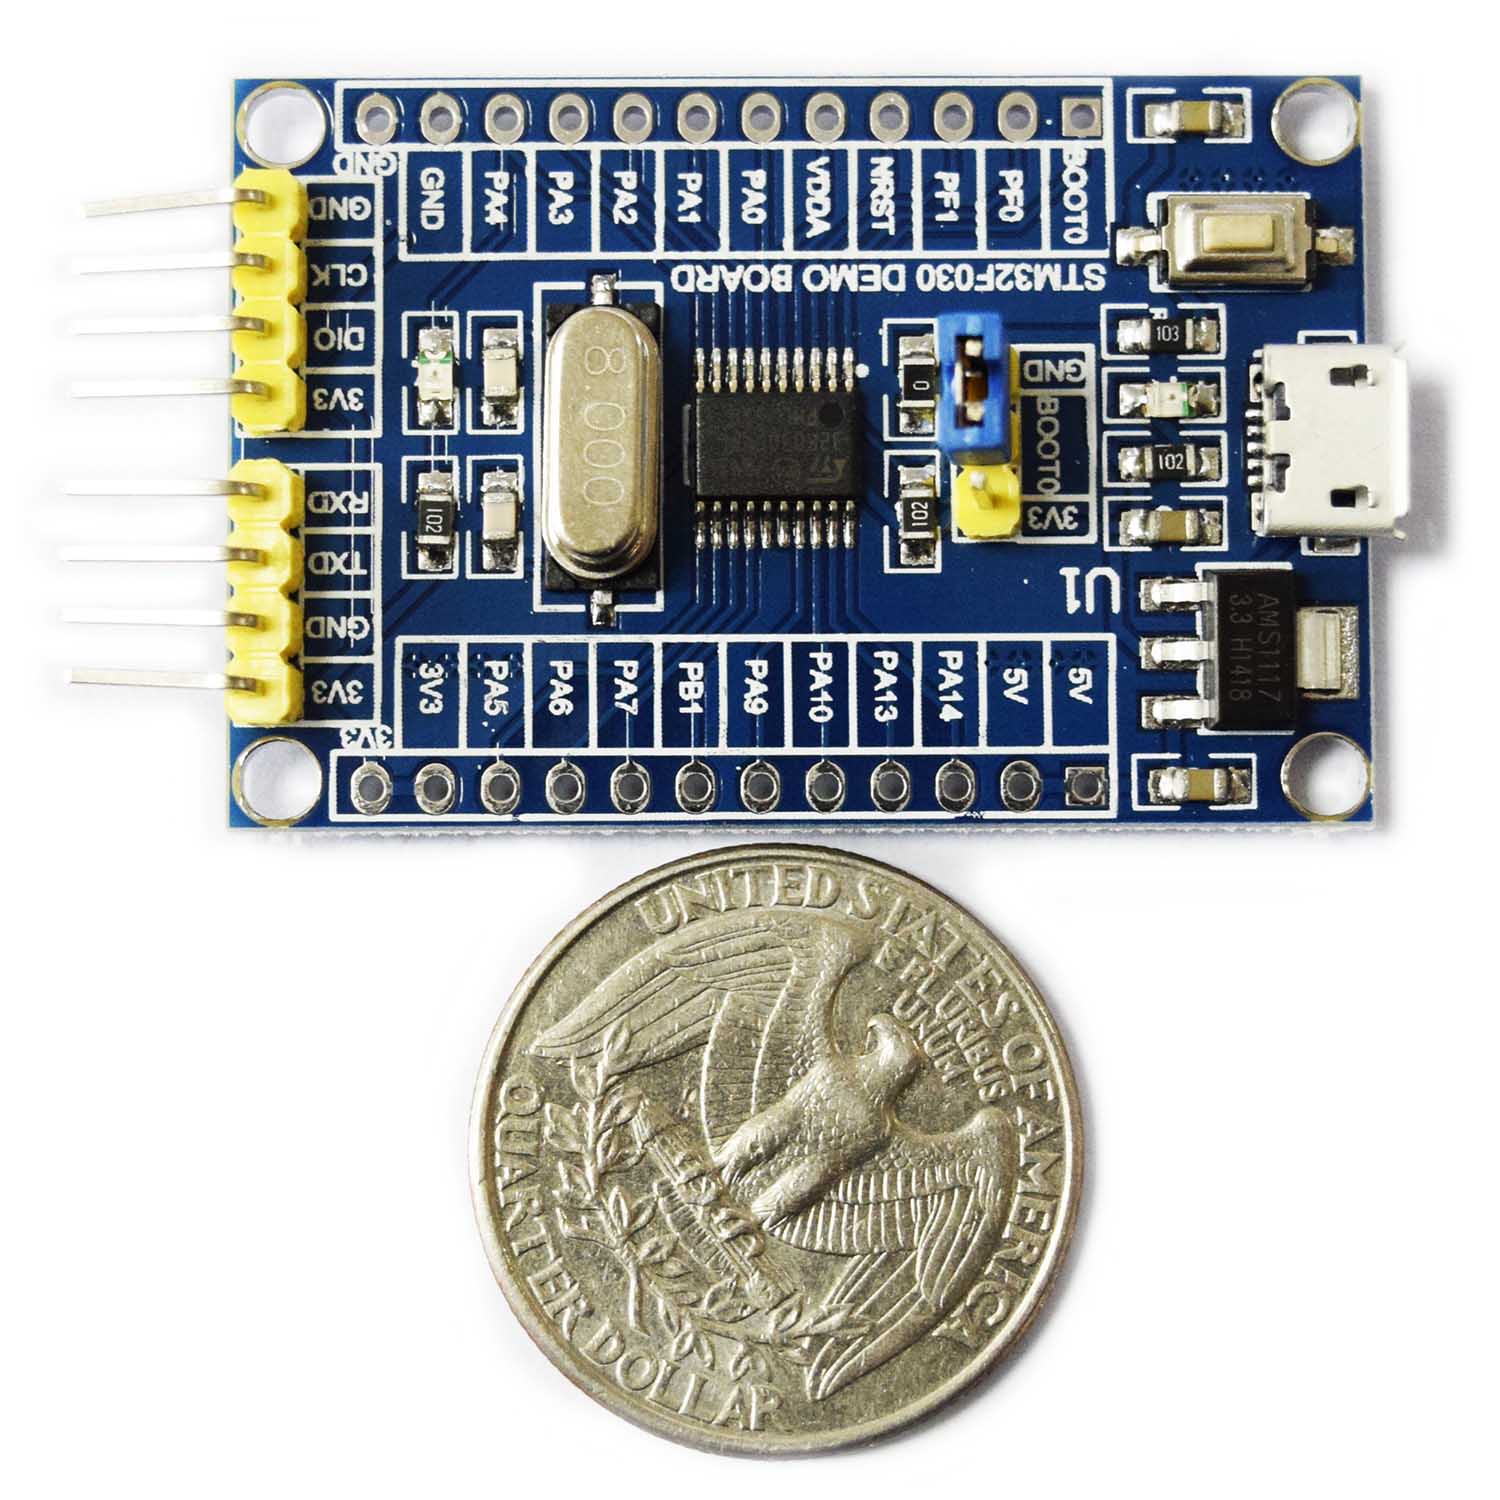 GND
GND
PA4
PA3
PA2
PA1
PA0
VDDA
NRST
PF1
PF0
BOOT0
STM32F030 DEMO BOARD
GND
CLK
DIO
3V3
RXD
TXD
GND
3V3
8.000
0
102
102
GND
BOOT0
3V3
103
102
U1
AMS1117
3.3 H1418
3V3
3V3
PA5
PA6
PA7
PB1
PA9
PA10
PA13
PA14
5V
5V
UNITED STATES OF AMERICA
E PLURIBUS
UNUM
QUARTER DOLLAR